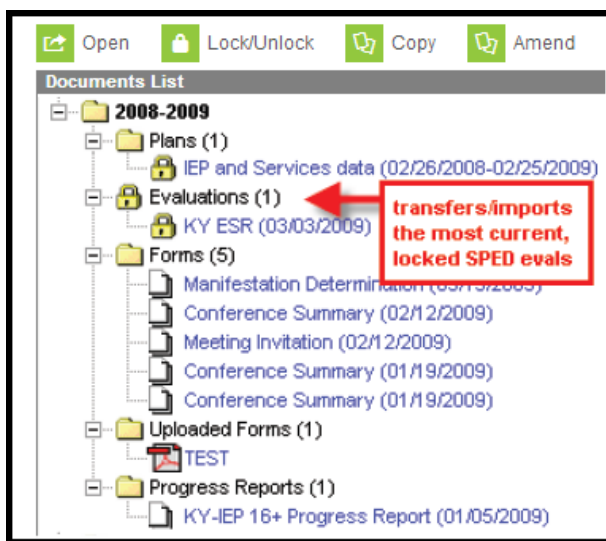 Open Lock/Unlock Copy Amend
Documents List
2008-2009
Plans (1)
IEP and Services data (02/26/2008-02/25/2009)
Evaluations (1)
KY ESR (03/03/2009)
transfers/imports
the most current,
locked SPED evals
Forms (5)
Manifestation
Conference Summary (02/12/2009)
Meeting Invitation (02/12/2009)
Conference Summary (01/19/2009)
Conference Summary (01/19/2009)
Uploaded Forms (1)
TEST
Progress Reports (1)
KY-IEP 16+ Progress Report (01/05/2009)